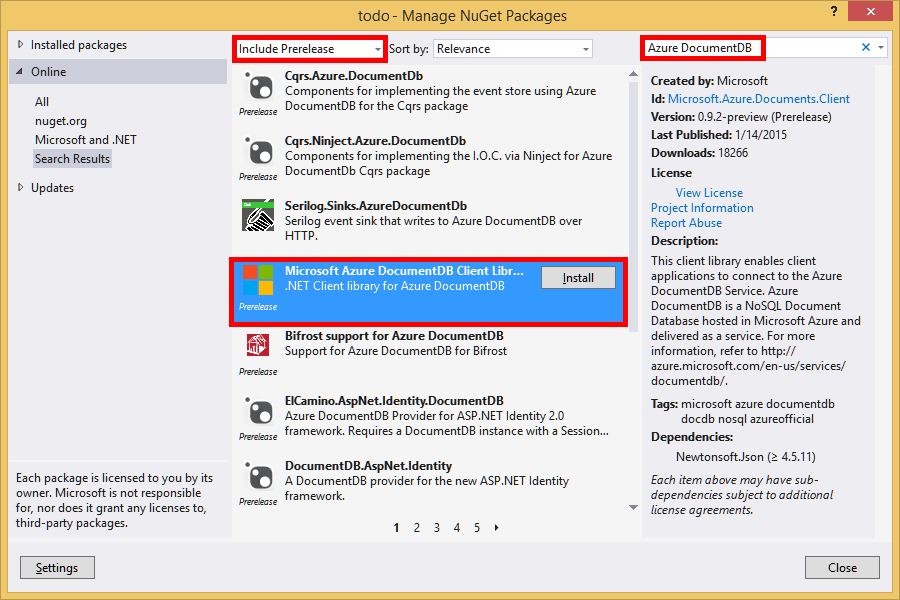 todo - Manage NuGet Packages
?
Installed packages
Online
All
nuget.org
Microsoft and .NET
Search Results
Updates
Each package is licensed to you by its
owner. Microsoft is not responsible
for, nor does it grant any licenses to,
third-party packages.
Settings
Include Prerelease
Sort by: Relevance
Cqrs.Azure.DocumentDb
Components for implementing the event store using Azure
DocumentDB for the Cqrs package
Prerelease
Cqrs.Ninject.Azure.DocumentDb
Components for implementing the I.O.C. via Ninject for Azure
DocumentDb Cqrs package
Prerelease
Serilog.Sinks.AzureDocumentDb
Serilog event sink that writes to Azure DocumentDB over
HTTP.
Microsoft Azure DocumentDB Client Libr...
.NET Client library for Azure DocumentDB
Install
Prerelease
Bifrost support for Azure DocumentDB
Support for Azure DocumentDB for Bifrost
Prerelease
ElCamino.AspNet.Identity.DocumentDB
Azure DocumentDB Provider for ASP.NET Identity 2.0
framework. Requires a DocumentDB instance with a Session...
Prerelease
DocumentDB.AspNet.Identity
A DocumentDB provider for the new ASP.NET Identity
framework.
Prerelease
1 2 3 4 5
Azure DocumentDB
Created by: Microsoft
Id: Microsoft.Azure.Documents.Client
Version: 0.9.2-preview (Prerelease)
Last Published: 1/14/2015
Downloads: 18266
License
View License
Project Information
Report Abuse
Description:
This client library enables client
applications to connect to the Azure
DocumentDB Service. Azure
DocumentDB is a NoSQL Document
Database hosted in Microsoft Azure and
delivered as a service. For more
information, refer to http://
azure.microsoft.com/en-us/services/
documentdb/.
Tags: microsoft azure documentdb
docdb nosql azureofficial
Dependencies:
Newtonsoft.Json (≥ 4.5.11)
Each item above may have sub-
dependencies subject to additional
license agreements.
Close